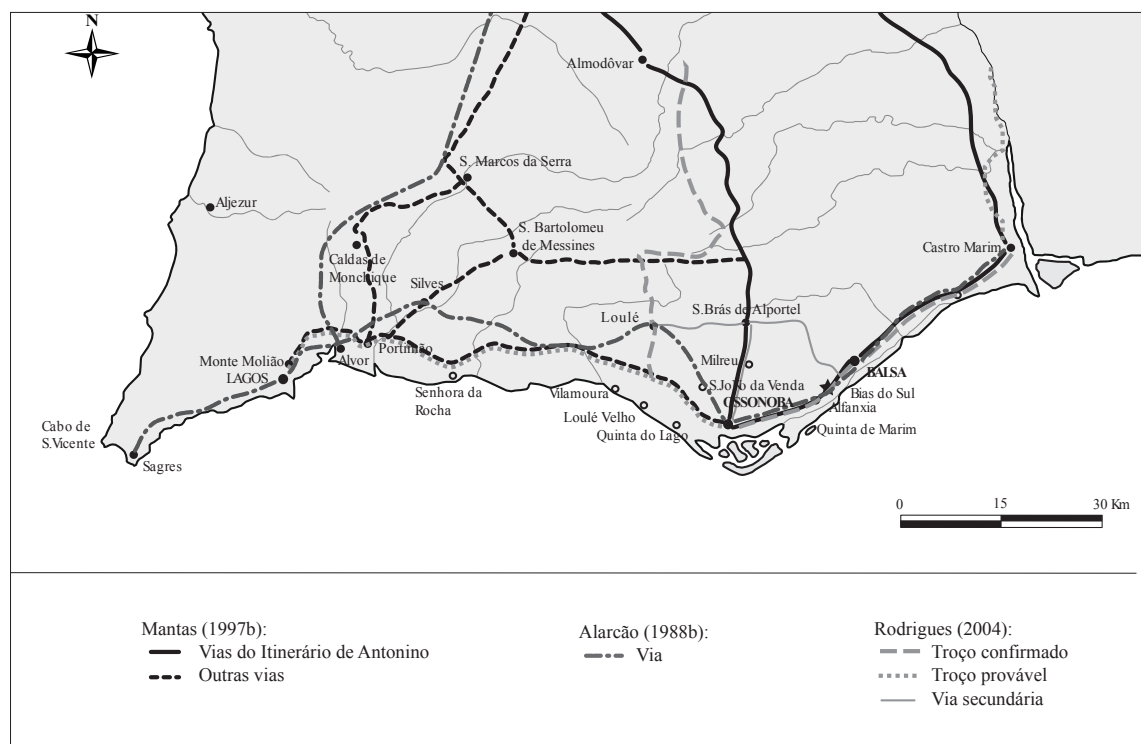 N
Almodôvar
S. Marcos da Serra
Aljezur
S. Bartolomeu
de Messines
Castro Marim
Caldas de
Monchique
Silves
S.Brás de Alportel
Loulé
Monte Molião
Portimão
Milreu
LAGOS
Alvor
BALSA
S.João da Venda
Senhora da
Rocha
Vilamoura
OSSONOBA
Bias do Sul
Alfanxia
Loulé Velho
Quinta de Marim
Quinta do Lago
Cabo de
S.Vicente
Sagres
0 15 30 Km
Mantas (1997b):
Vias do Itinerário de Antonino
Outras vias
Alarcão (1988b):
Via
Rodrigues (2004):
Troço confirmado
Troço provável
Via secundária